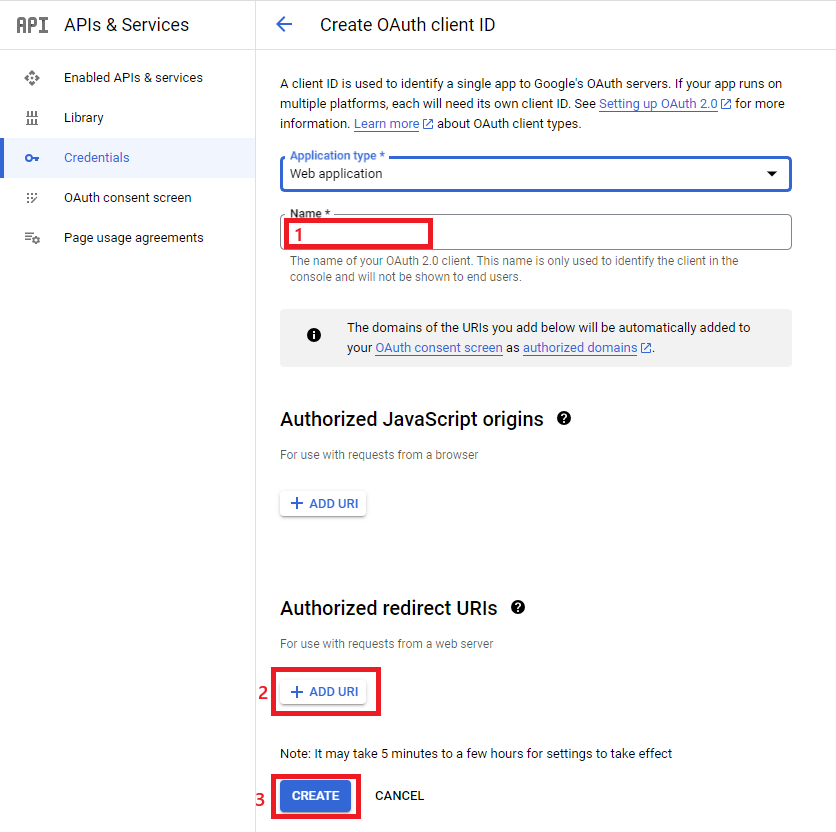 API APIs & Services
Create OAuth client ID
Enabled APIs & services
Library
Credentials
OAuth consent screen
Page usage agreements
A client ID is used to identify a single app to Google's OAuth servers. If your app runs on
multiple platforms, each will need its own client ID. See Setting up OAuth 2.0 for more
information. Learn more about OAuth client types.
Application type *
Web application
Name *
1
The name of your OAuth 2.0 client. This name is only used to identify the client in the
console and will not be shown to end users.
The domains of the URIs you add below will be automatically added to
your OAuth consent screen as authorized domains.
Authorized JavaScript origins
For use with requests from a browser
+ ADD URI
Authorized redirect URIs
For use with requests from a web server
2 + ADD URI
Note: It may take 5 minutes to a few hours for settings to take effect
3 CREATE CANCEL